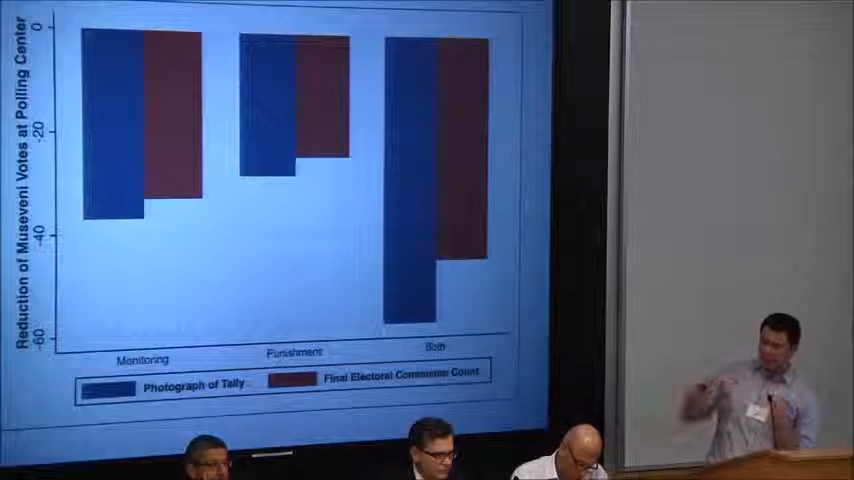 Reduction of Museveni Votes at Polling Center
0
-20
-40
-60
Monitoring
Punishment
Both
Photograph of Tally
Final Electoral Commission Count